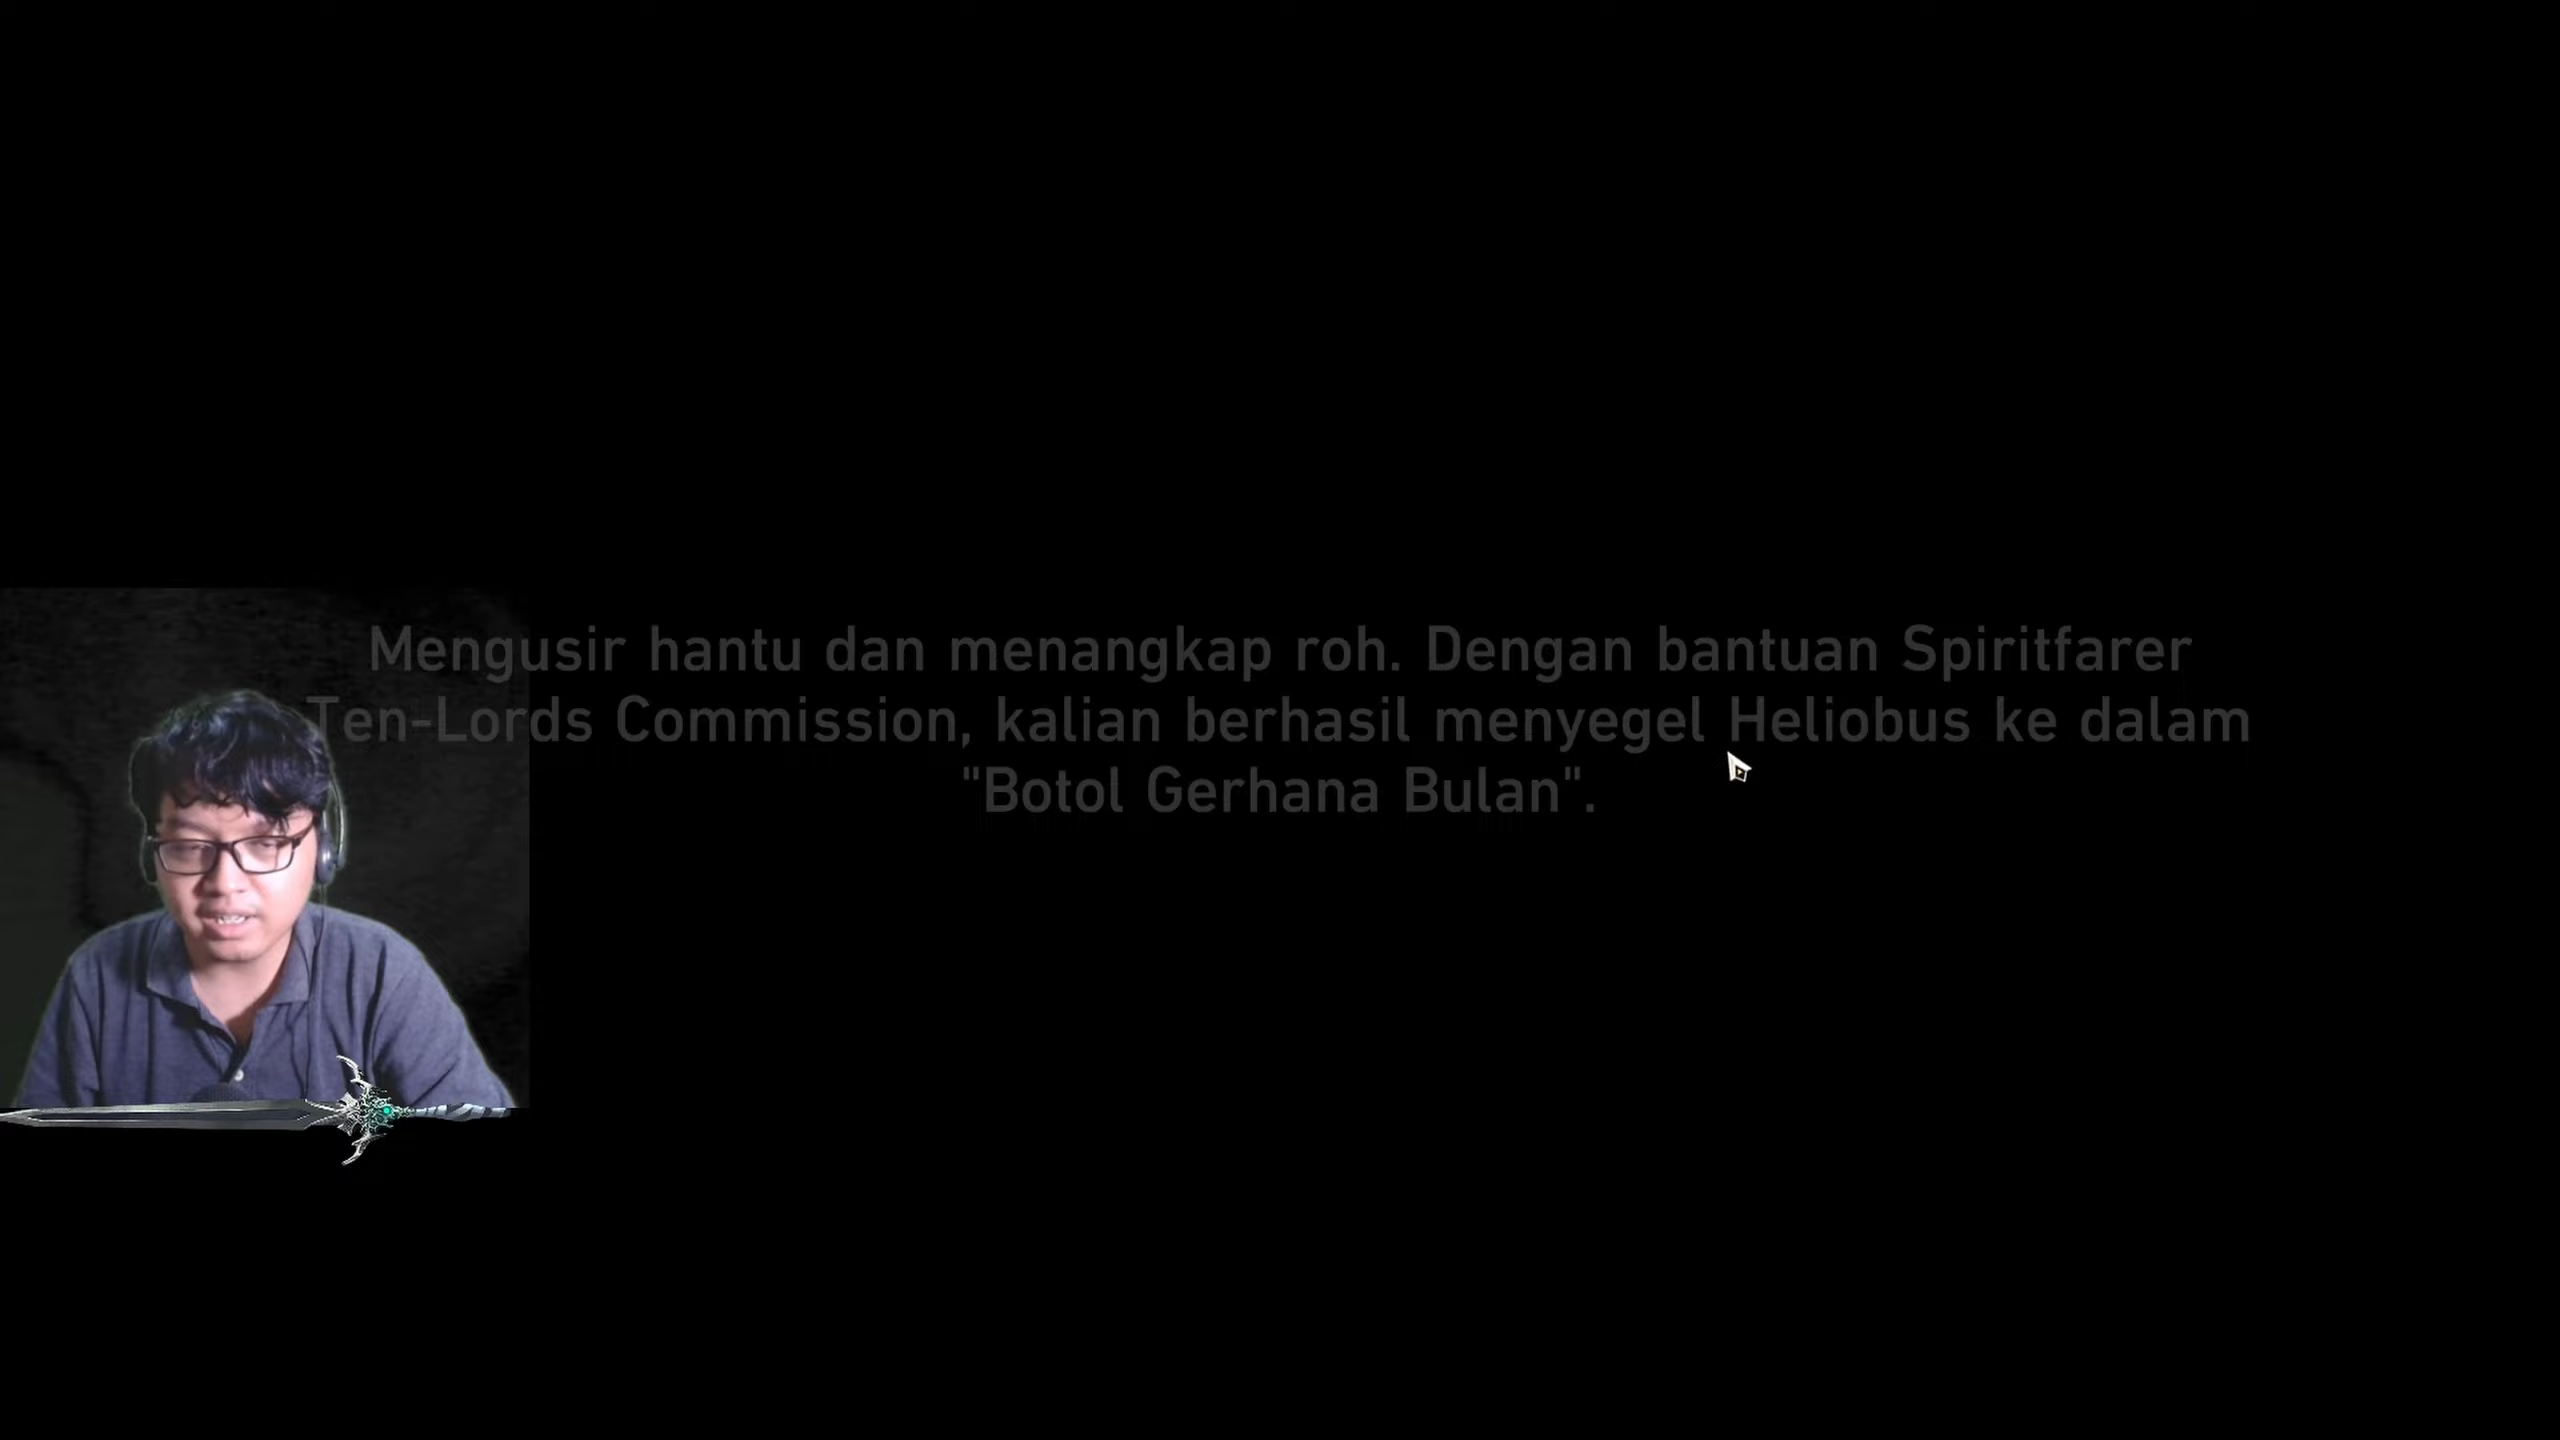 Mengusir hantu dan menangkap roh. Dengan bantuan Spiritfarer
Ten-Lords Commission, kalian berhasil menyegel Heliobus ke dalam
"Botol Gerhana Bulan".